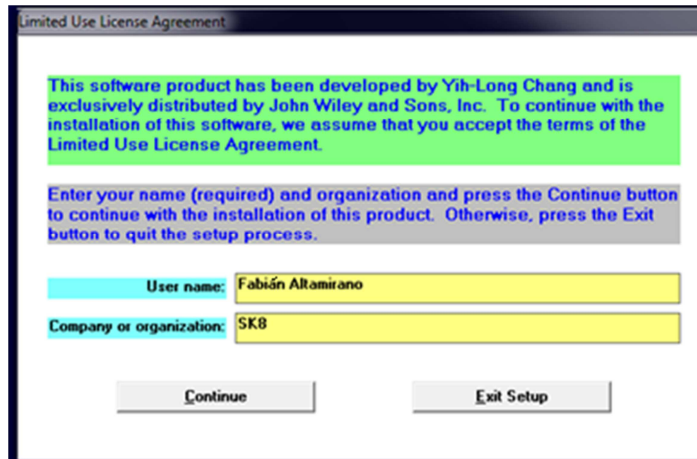 Limited Use License Agreement
This software product has been developed by Yih-Long Chang and is
exclusively distributed by John Wiley and Sons, Inc. To continue with the
installation of this software, we assume that you accept the terms of the
Limited Use License Agreement.
Enter your name (required) and organization and press the Continue button
to continue with the installation of this product. Otherwise, press the Exit
button to quit the setup process.
User name: Fabián Altamirano
Company or organization: SK8
Continue Exit Setup